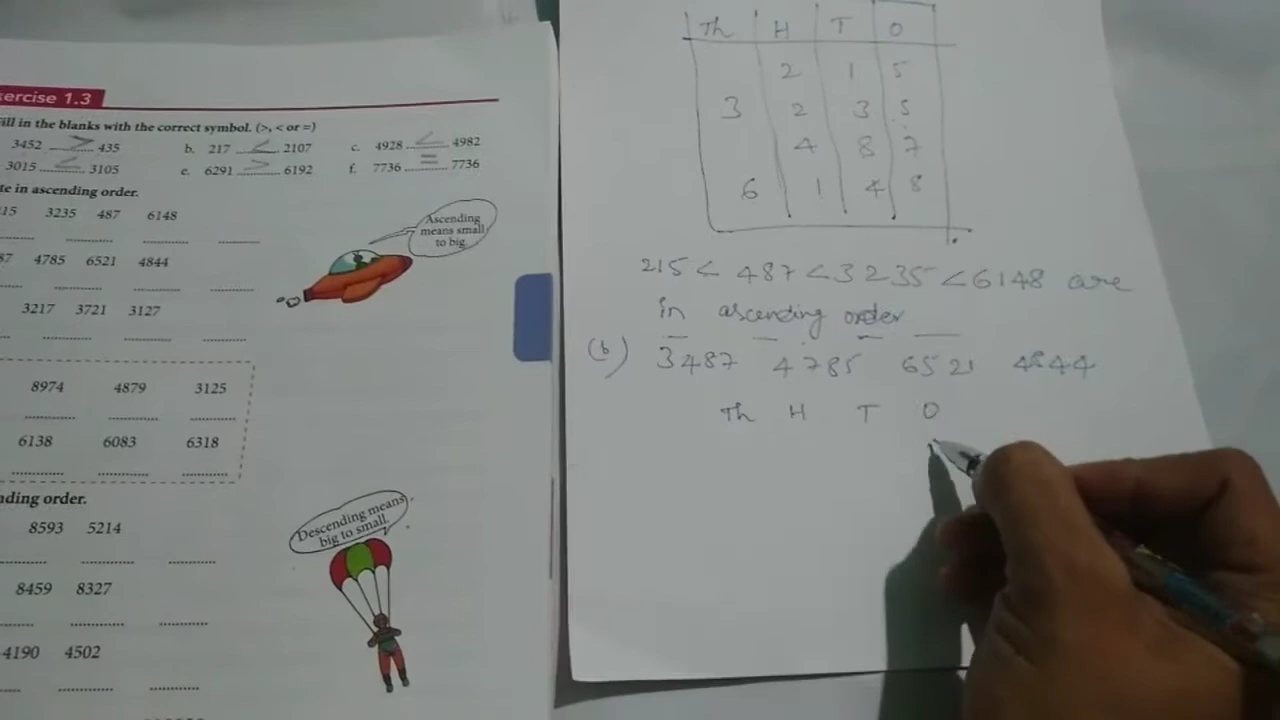 ercise 1.3
ill in the blanks with the correct symbol. (>, < or =)
3452 > 435 b. 217 < 2107 c. 4928 < 4982
3015 < 3105 e. 6291 > 6192 f. 7736 = 7736
te in ascending order.
15 3235 487 6148
87 4785 6521 4844
3217 3721 3127
8974 4879 3125
6138 6083 6318
nding order.
8593 5214
8459 8327
4190 4502
Ascending
means small
to big.
Descending means
big to small.
Th H T O
2 1 5
3 2 3 5
4 8 7
6 1 4 8
215 < 487 < 3235 < 6148 are
in ascending order
(b) 3487 4785 6521 4844
Th H T O